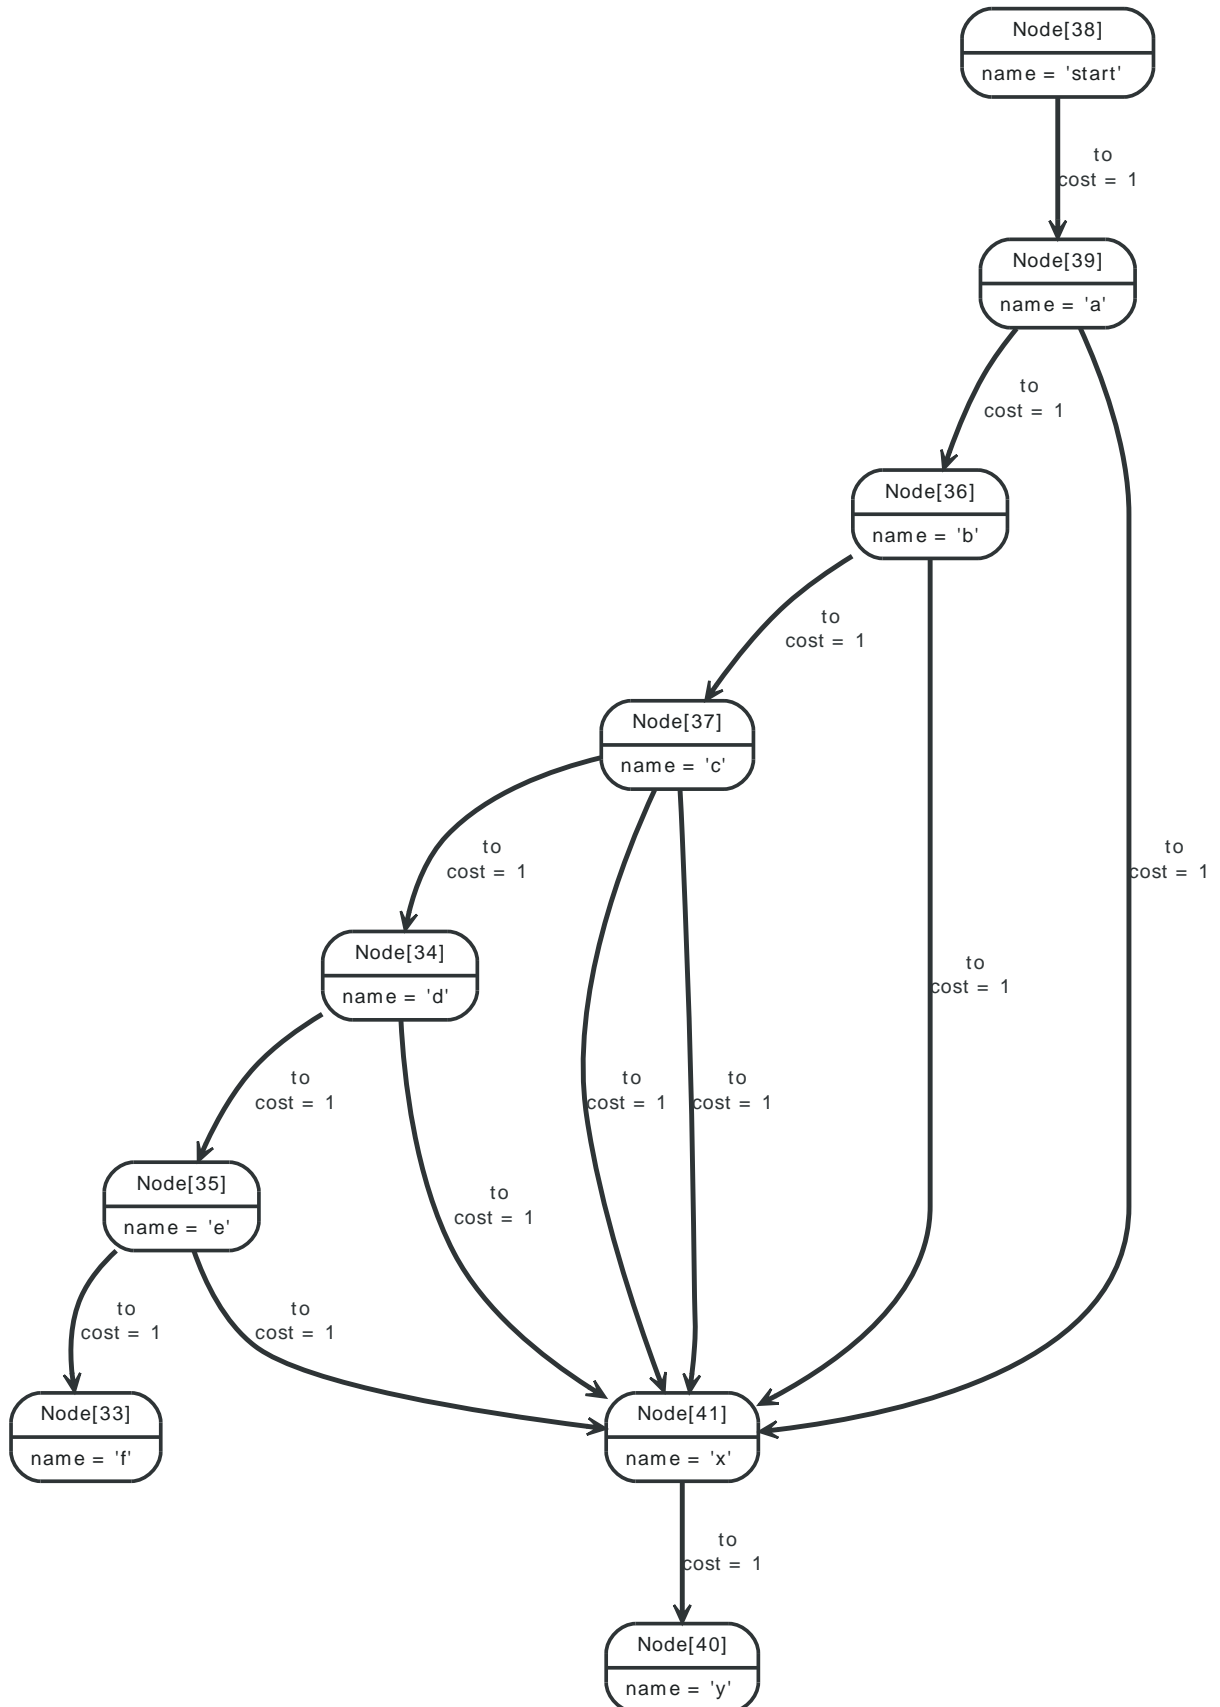 Node[38]
name = 'start'
to
cost = 1
Node[39]
name = 'a'
to
cost = 1
Node[36]
name = 'b'
to
cost = 1
Node[37]
name = 'c'
to
cost = 1
to
cost = 1
Node[34]
name = 'd'
to
cost = 1
to
cost = 1
to
cost = 1
to
cost = 1
Node[35]
name = 'e'
to
cost = 1
to
cost = 1
to
cost = 1
Node[33]
name = 'f'
Node[41]
name = 'x'
to
cost = 1
Node[40]
name = 'y'